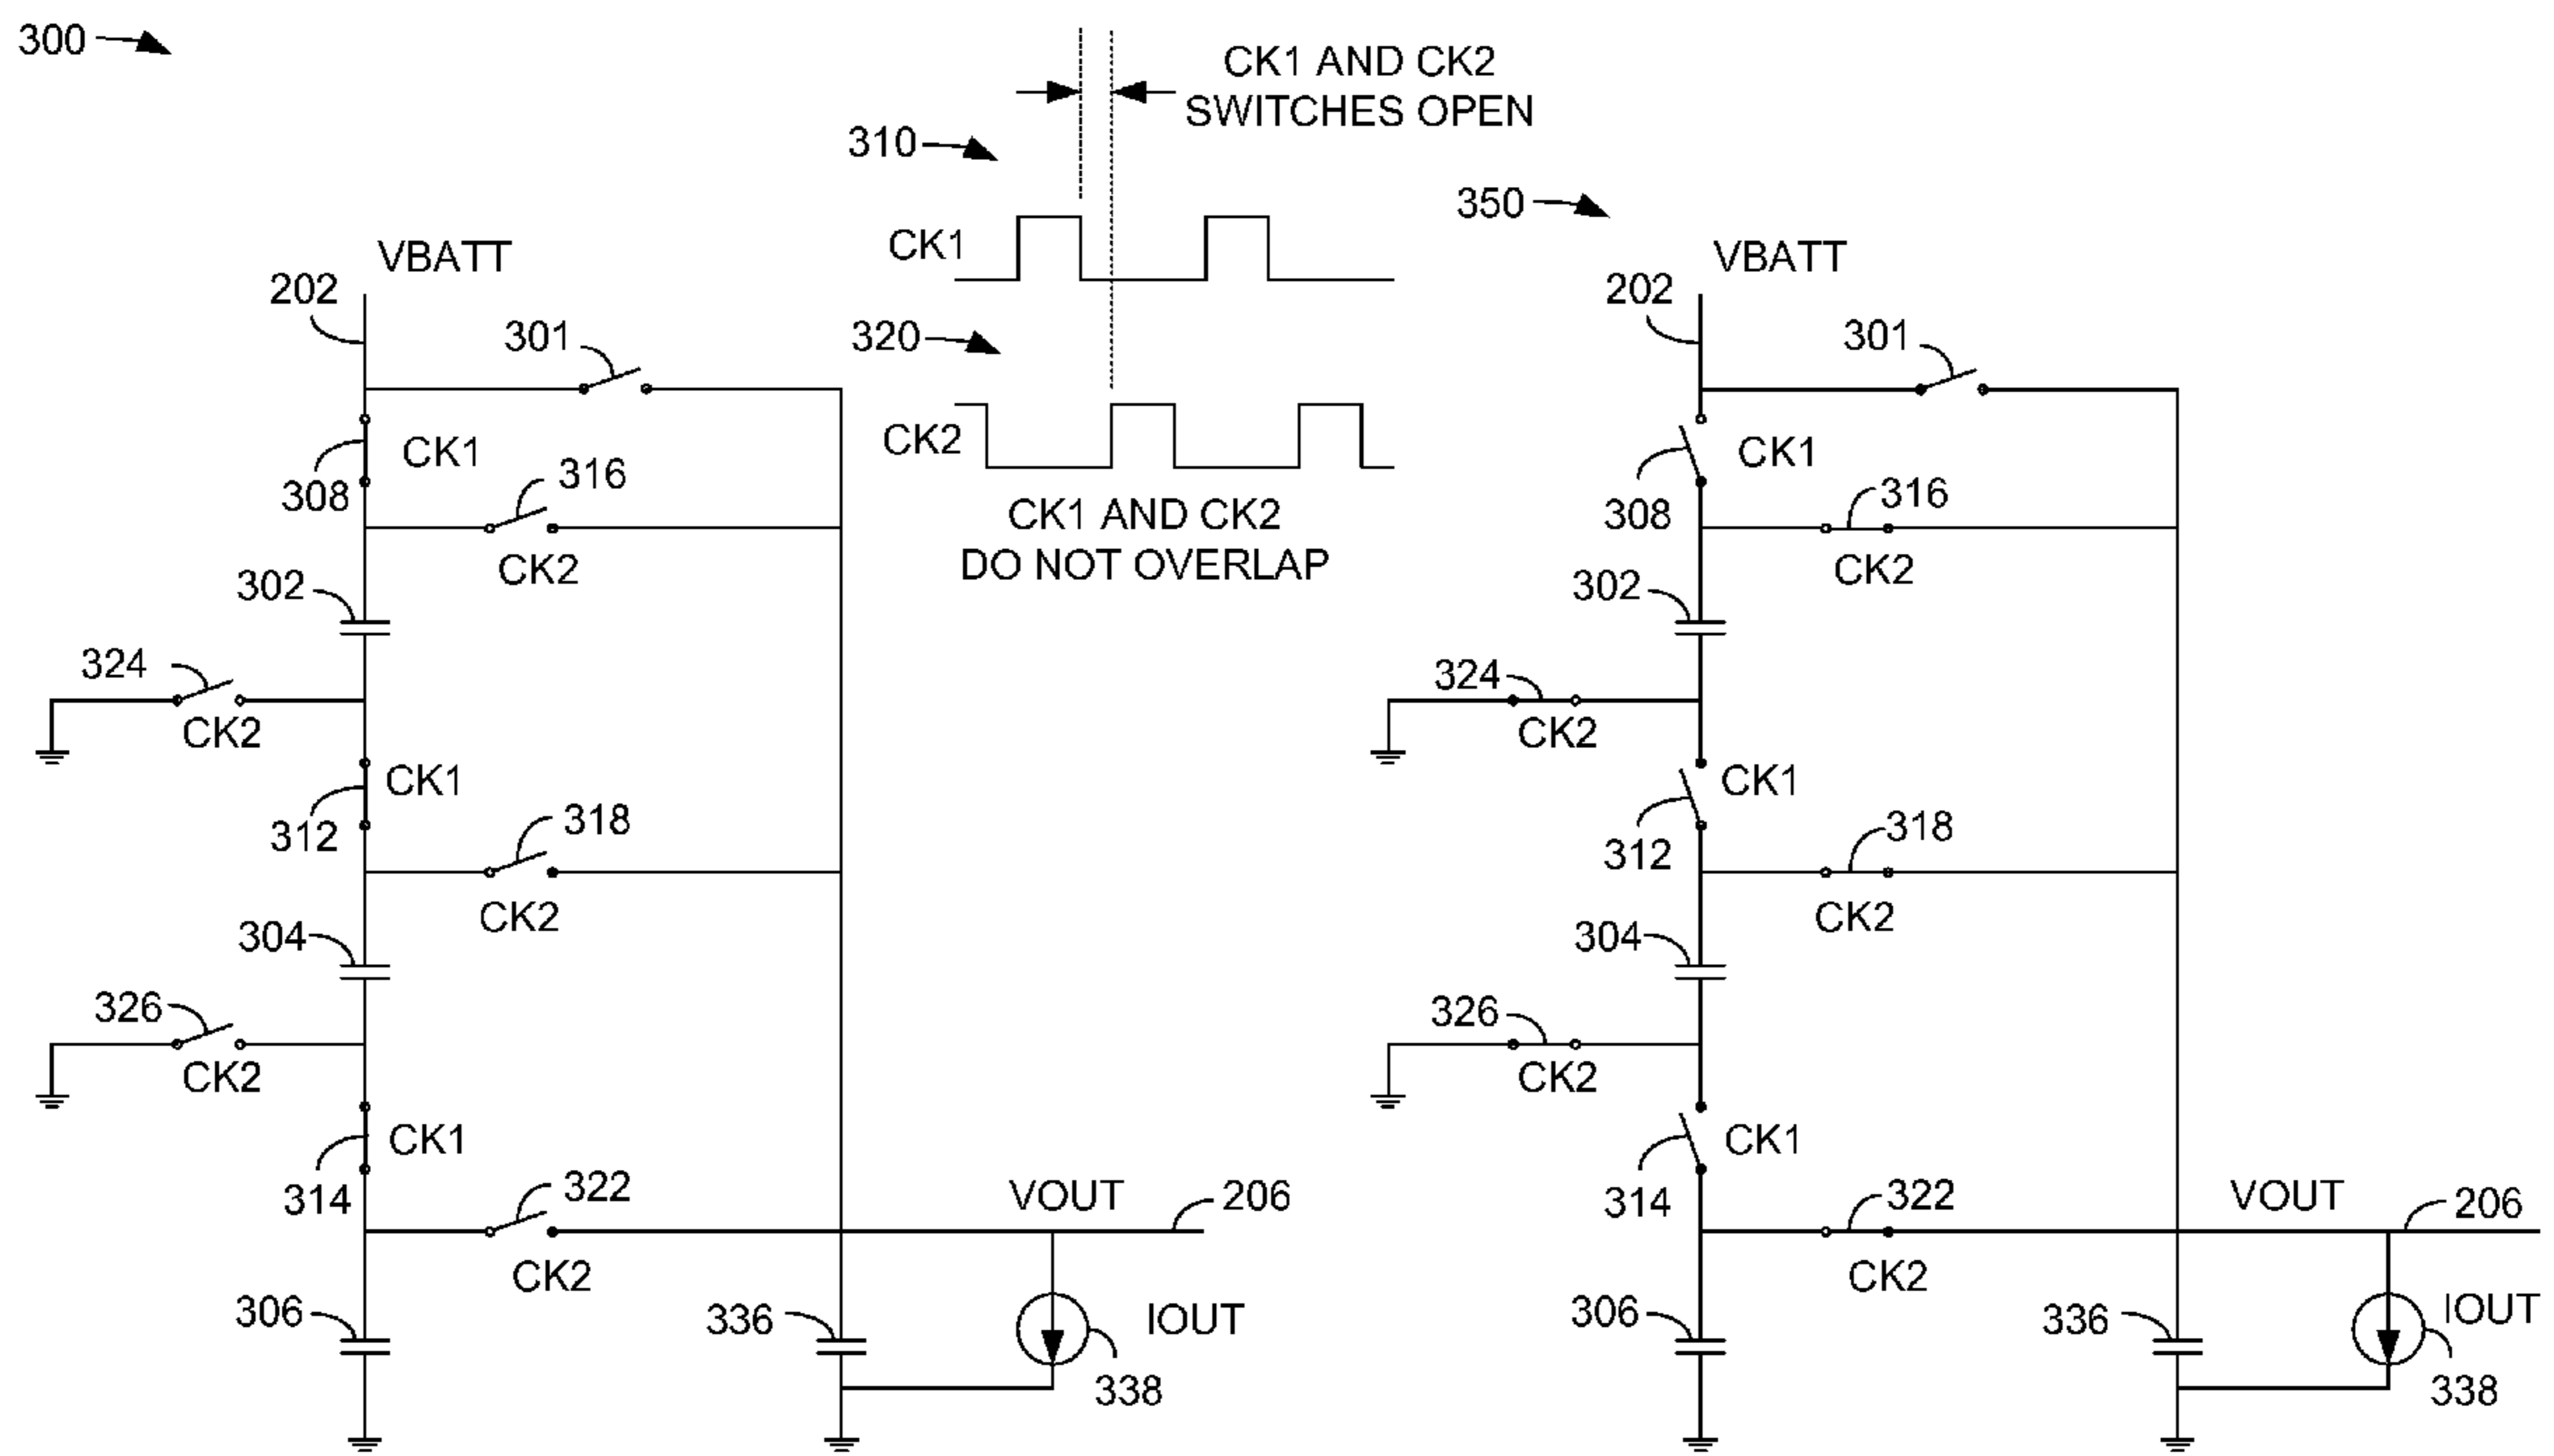 300
CK1 AND CK2
SWITCHES OPEN
310
CK1
320
CK2
CK1 AND CK2
DO NOT OVERLAP
VBATT
202
301
CK1
308
316
CK2
302
324
CK2
CK1
312
318
CK2
304
326
CK2
CK1
314
322
CK2
VOUT
206
306
336
IOUT
338
350
VBATT
202
301
CK1
308
316
CK2
302
324
CK2
CK1
312
318
CK2
304
326
CK2
CK1
314
322
CK2
VOUT
206
306
336
IOUT
338